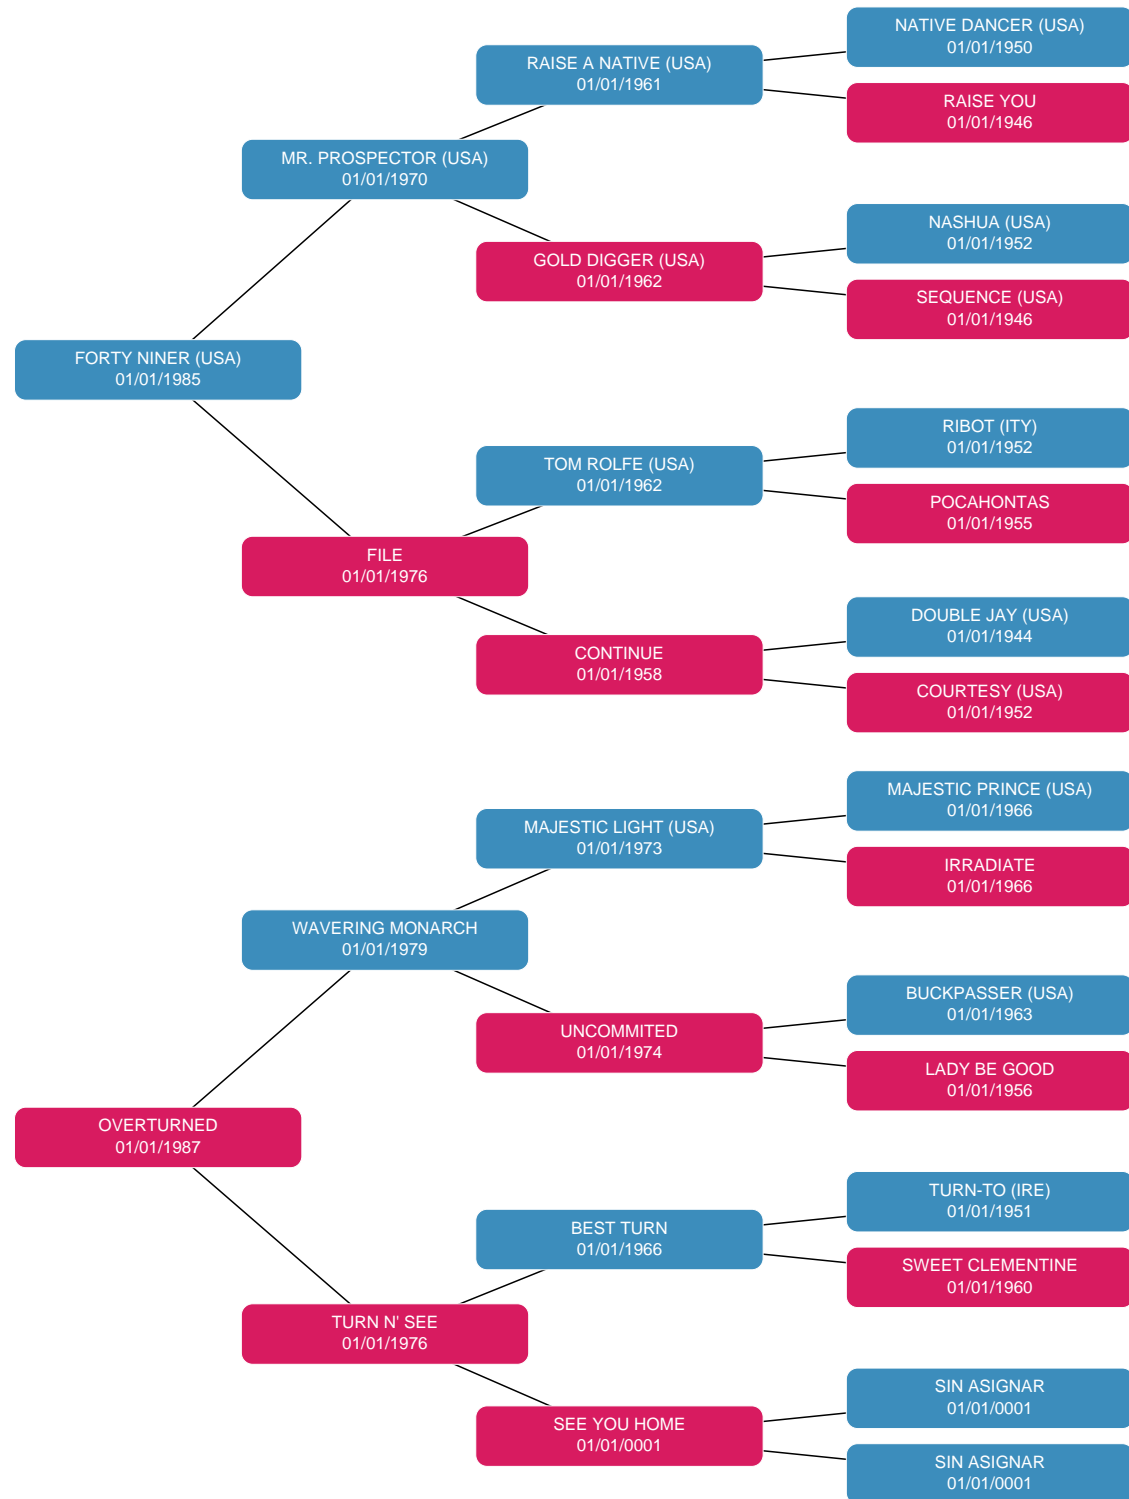 NATIVE DANCER (USA)
01/01/1950
RAISE A NATIVE (USA)
01/01/1961
RAISE YOU
01/01/1946
MR. PROSPECTOR (USA)
01/01/1970
NASHUA (USA)
01/01/1952
GOLD DIGGER (USA)
01/01/1962
SEQUENCE (USA)
01/01/1946
FORTY NINER (USA)
01/01/1985
RIBOT (ITY)
01/01/1952
TOM ROLFE (USA)
01/01/1962
POCAHONTAS
01/01/1955
FILE
01/01/1976
DOUBLE JAY (USA)
01/01/1944
CONTINUE
01/01/1958
COURTESY (USA)
01/01/1952
MAJESTIC PRINCE (USA)
01/01/1966
MAJESTIC LIGHT (USA)
01/01/1973
IRRADIATE
01/01/1966
WAVERING MONARCH
01/01/1979
BUCKPASSER (USA)
01/01/1963
UNCOMMITED
01/01/1974
LADY BE GOOD
01/01/1956
OVERTURNED
01/01/1987
TURN-TO (IRE)
01/01/1951
BEST TURN
01/01/1966
SWEET CLEMENTINE
01/01/1960
TURN N' SEE
01/01/1976
SIN ASIGNAR
01/01/0001
SEE YOU HOME
01/01/0001
SIN ASIGNAR
01/01/0001